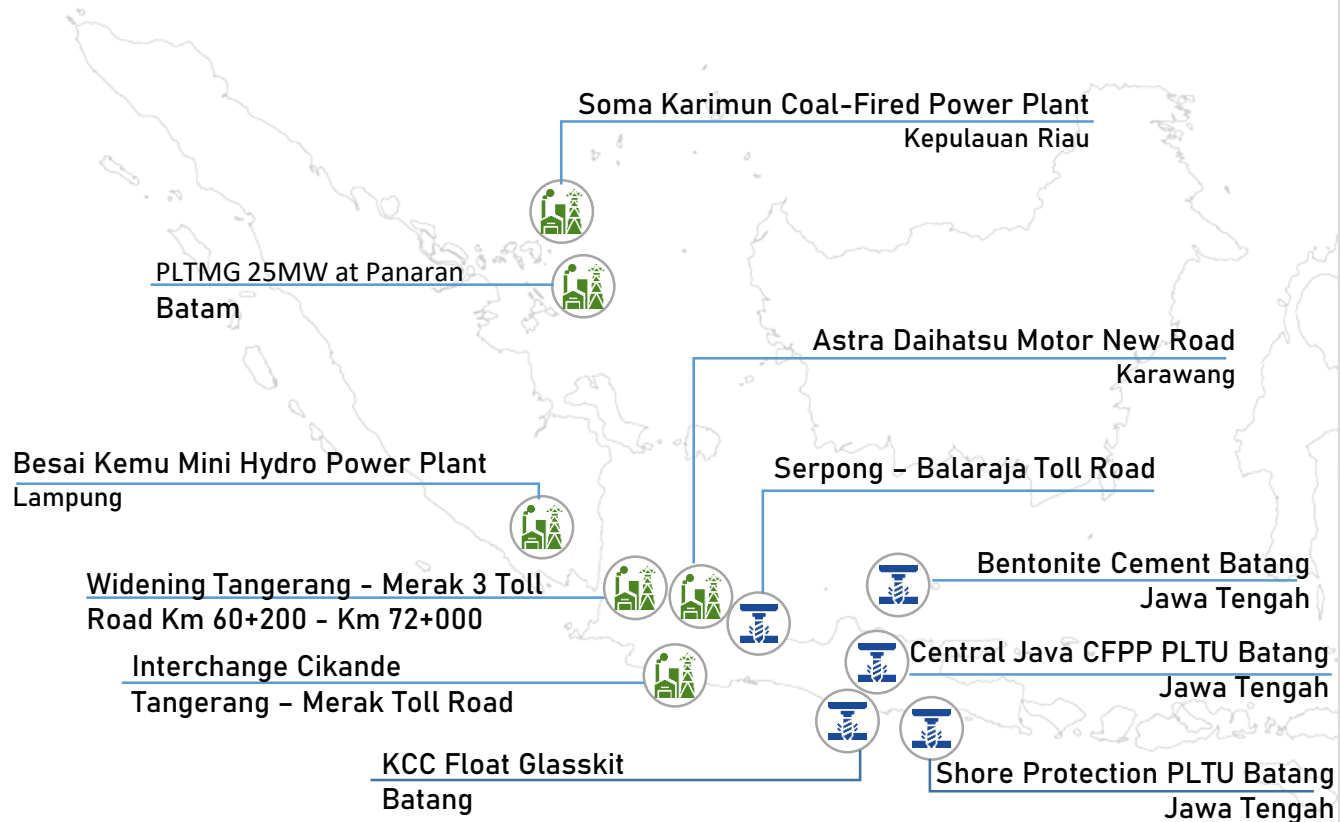 Soma Karimun Coal-Fired Power Plant
Kepulauan Riau
PLTMG 25MW at Panaran
Batam
Astra Daihatsu Motor New Road
Karawang
Besai Kemu Mini Hydro Power Plant
Lampung
Serpong – Balaraja Toll Road
Widening Tangerang - Merak 3 Toll
Road Km 60+200 - Km 72+000
Bentonite Cement Batang
Jawa Tengah
Interchange Cikande
Tangerang – Merak Toll Road
Central Java CFPP PLTU Batang
Jawa Tengah
KCC Float Glasskit
Batang
Shore Protection PLTU Batang
Jawa Tengah